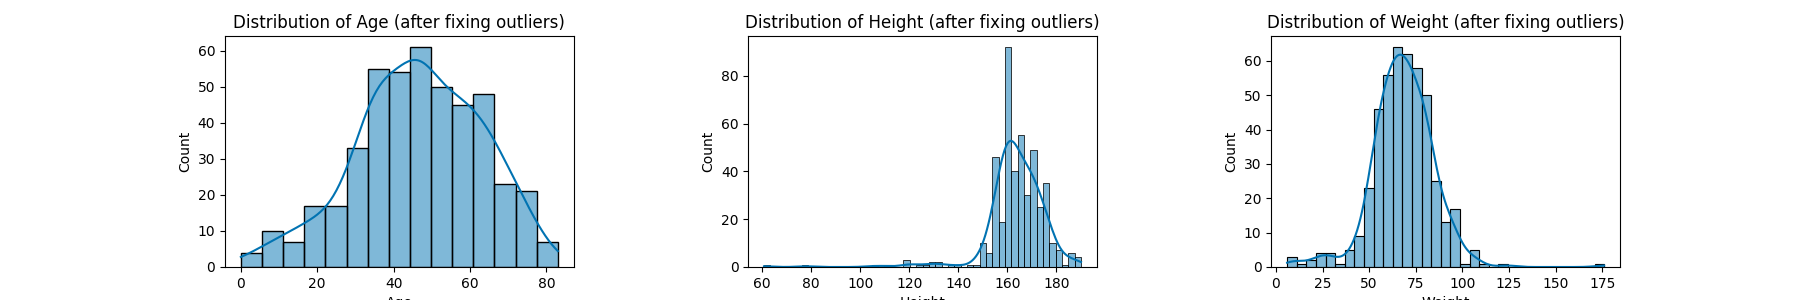 Distribution of Age (after fixing outliers)
Distribution of Height (after fixing outliers)
Distribution of Weight (after fixing outliers)
Count
60
50
40
30
20
10
0
0 20 40 60 80
Age
Count
80
60
40
20
0
60 80 100 120 140 160 180
Height
Count
60
50
40
30
20
10
0
0 25 50 75 100 125 150 175
Weight